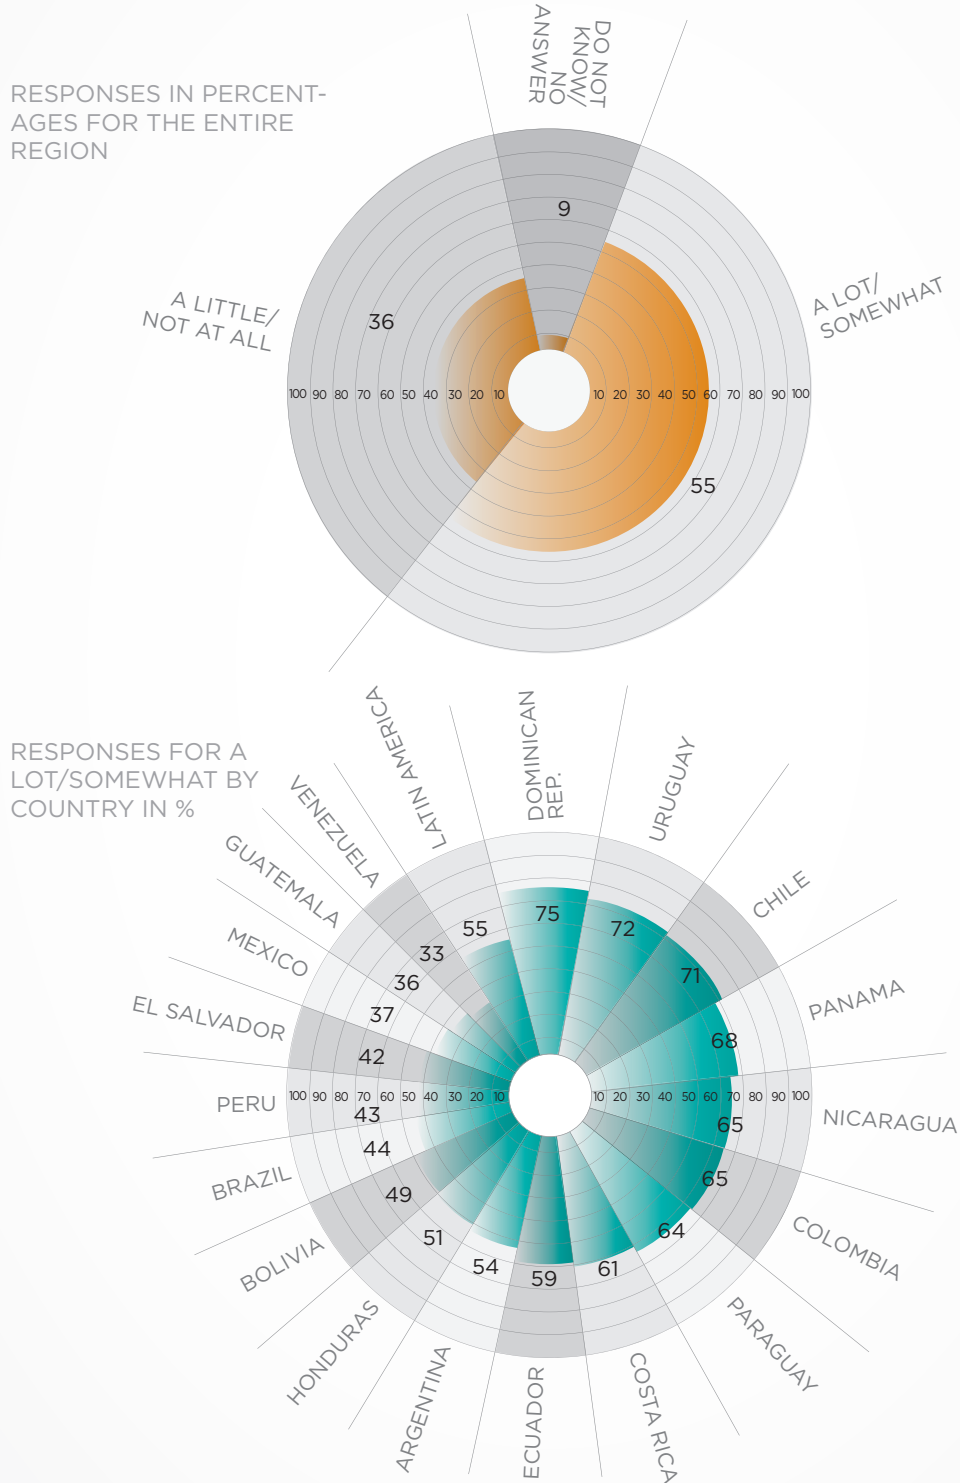 RESPONSES IN PERCENT-
AGES FOR THE ENTIRE
REGION
DO NOT
KNOW/
NO
ANSWER
9
A LITTLE/
NOT AT ALL
36
A LOT/
SOMEWHAT
55
100 90 80 70 60 50 40 30 20 10
10 20 30 40 50 60 70 80 90 100
RESPONSES FOR A
LOT/SOMEWHAT BY
COUNTRY IN %
DOMINICAN
REP.
75
URUGUAY
72
CHILE
71
PANAMA
68
NICARAGUA
65
COLOMBIA
65
PARAGUAY
64
COSTA RICA
61
ECUADOR
59
ARGENTINA
54
HONDURAS
51
BOLIVIA
49
BRAZIL
44
PERU
43
EL SALVADOR
42
MEXICO
37
GUATEMALA
36
VENEZUELA
33
LATIN AMERICA
55
100 90 80 70 60 50 40 30 20 10
10 20 30 40 50 60 70 80 90 100